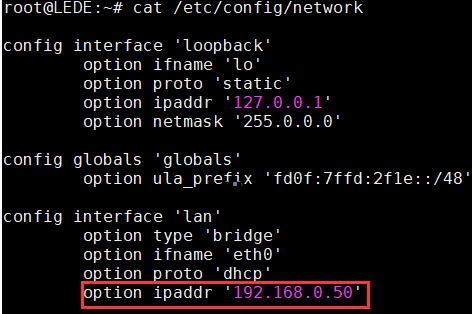 root@LEDE:~# cat /etc/config/network
config interface 'loopback'
option ifname 'lo'
option proto 'static'
option ipaddr '127.0.0.1'
option netmask '255.0.0.0'
config globals 'globals'
option ula_prefix 'fd0f:7ffd:2f1e::/48'
config interface 'lan'
option type 'bridge'
option ifname 'eth0'
option proto 'dhcp'
option ipaddr '192.168.0.50'